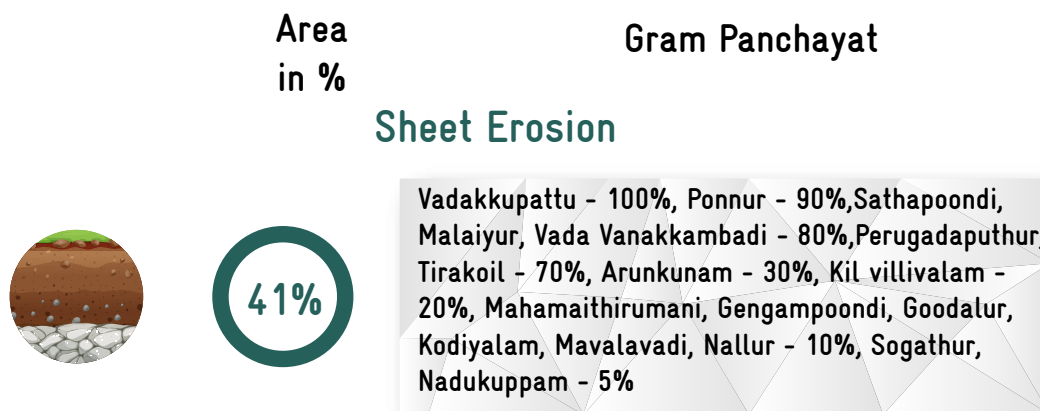 Area
in %
Gram Panchayat
Sheet Erosion
41%
Vadakkupattu - 100%, Ponnur - 90%,Sathapoondi,
Malaiyur, Vada Vanakkambadi - 80%,Perugadaputhur,
Tirakoil - 70%, Arunkunam - 30%, Kil villivalam -
20%, Mahamaithirumani, Gengampoondi, Goodalur,
Kodiyalam, Mavalavadi, Nallur - 10%, Sogathur,
Nadukuppam - 5%